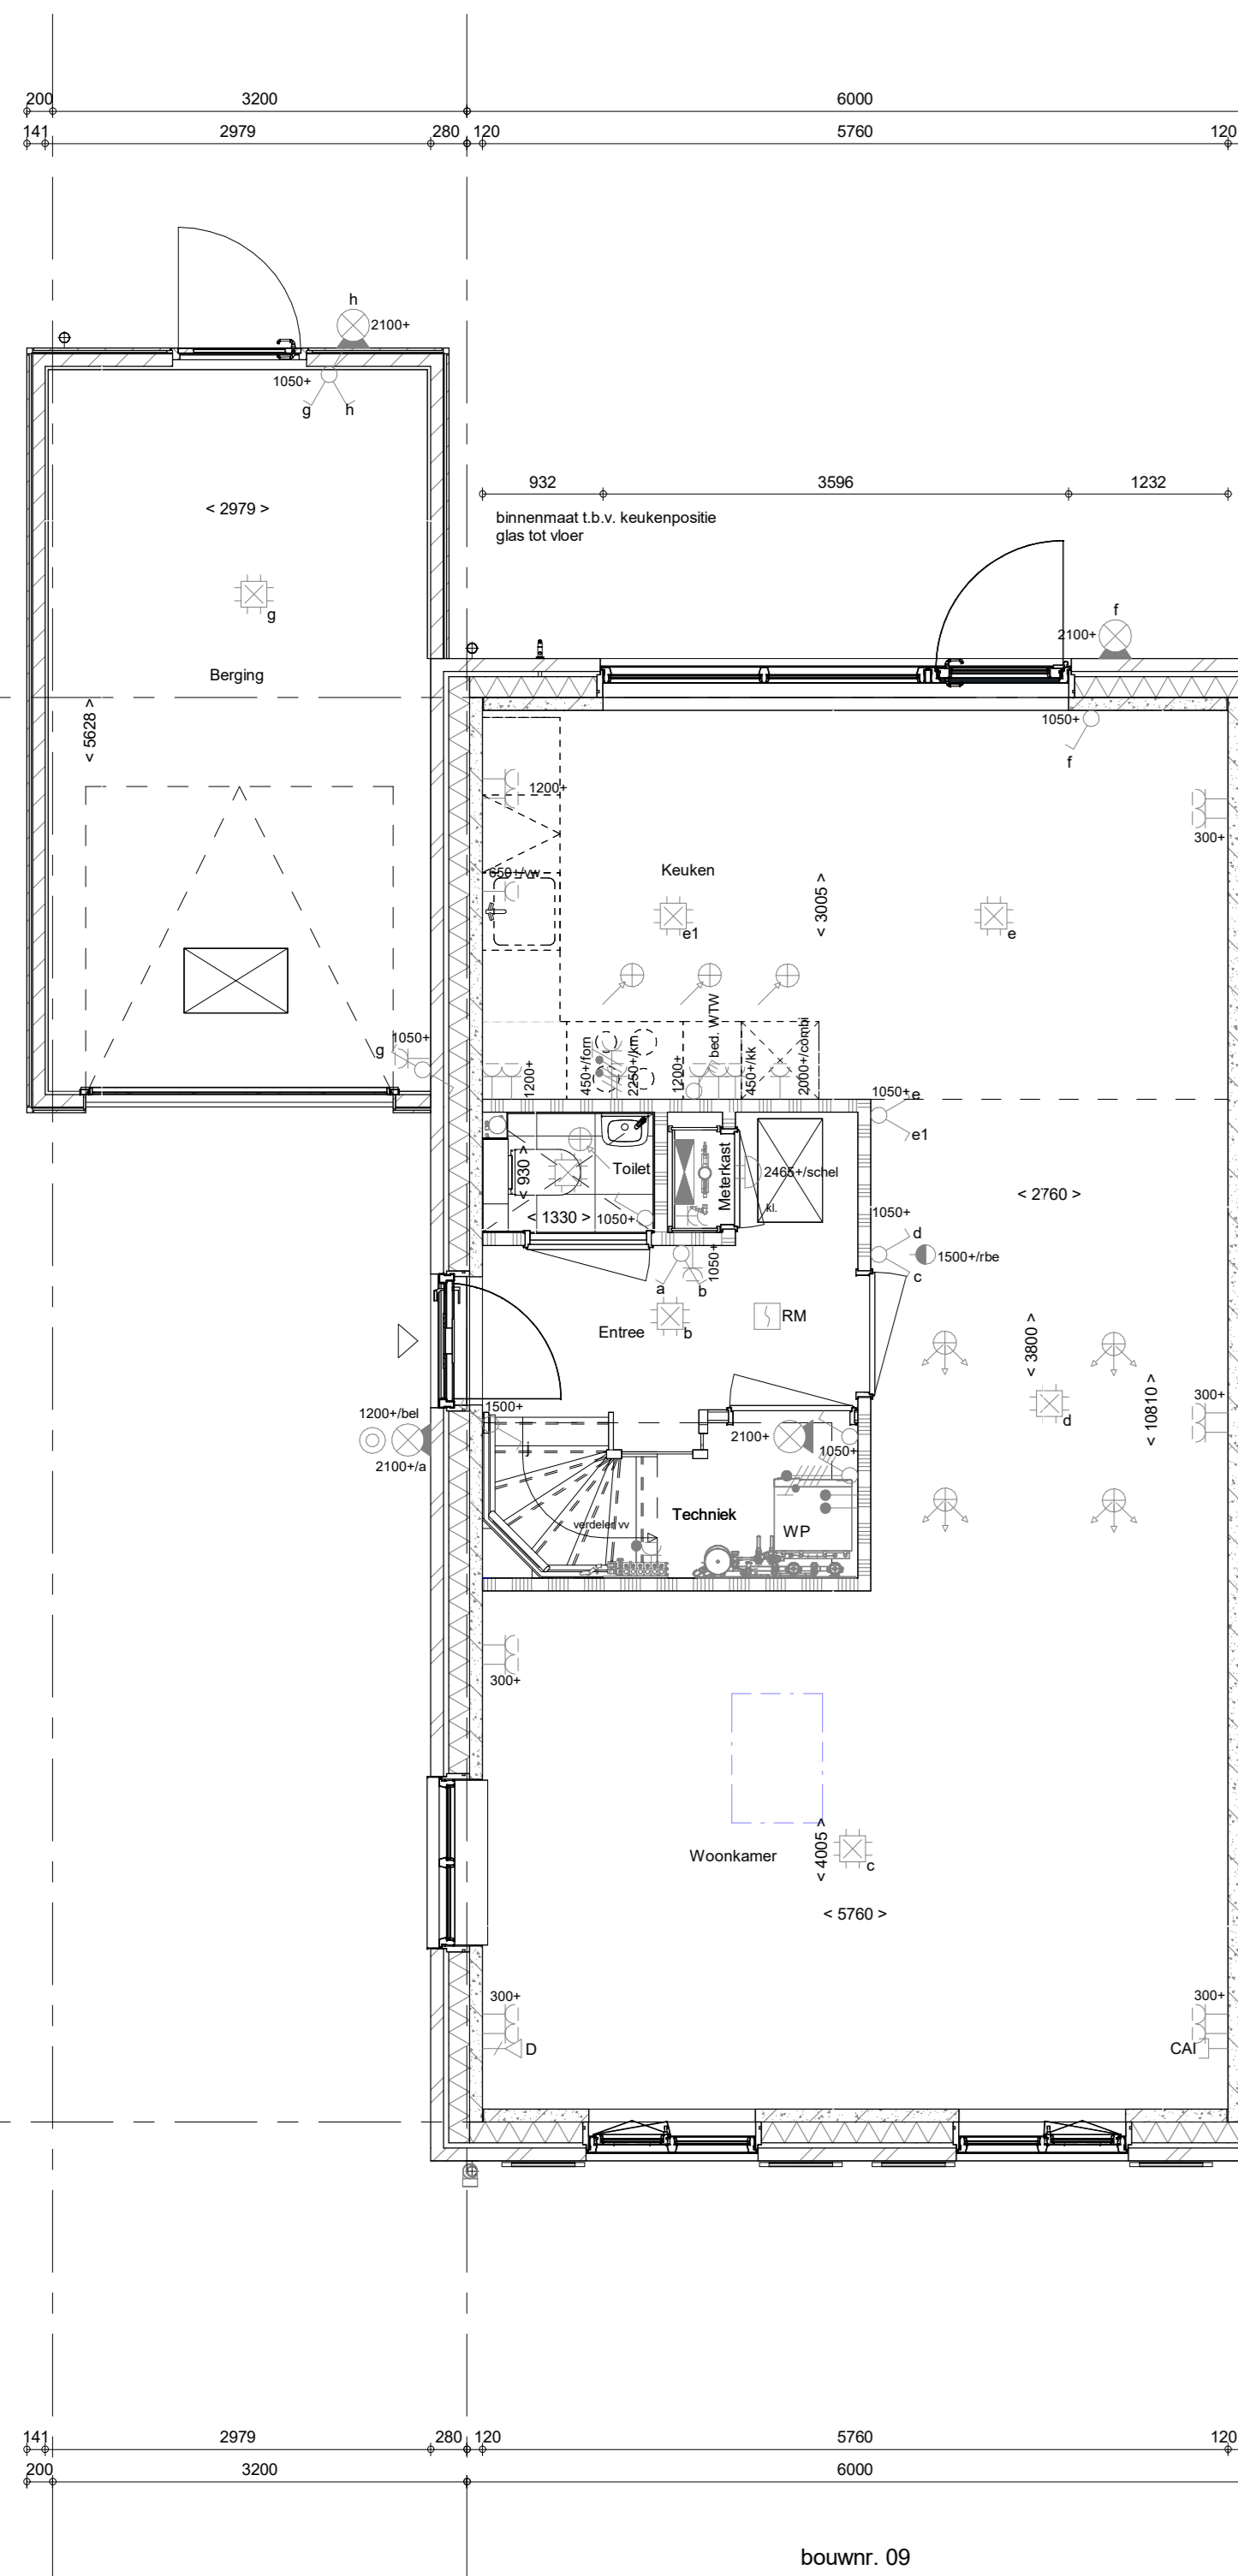 200 3200 6000
141 2979 280 120 5760 120
h
2100+
1050+
g h
932 3596 1232
< 2979 >
binnenmaat t.b.v. keukenpositie
glas tot vloer
g
f
2100+
Berging
1050+
f
< 5628 >
1200+
300+
650+/vw
Keuken
< 3005 >
e1
e
bed. WTW
1050+
g
1200+
450+/forn
2250+/km
1200+
450+/kk
2000+/combi
1050+
e
e1
Toilet
< 930 >
Meterkast
2465+/schel
< 2760 >
kl.
< 1330 >
1050+
1050+
d
1500+/rbe
c
1050+
a
b
Entree
b
RM
< 3800 >
< 10810 >
d
300+
1200+/bel
2100+/a
1500+
j
2100+
1050+
Techniek
verdeler vv
WP
300+
< 4005 >
Woonkamer
c
< 5760 >
300+
300+
D
CAI
141 2979 280 120 5760 120
200 3200 6000
bouwnr. 09